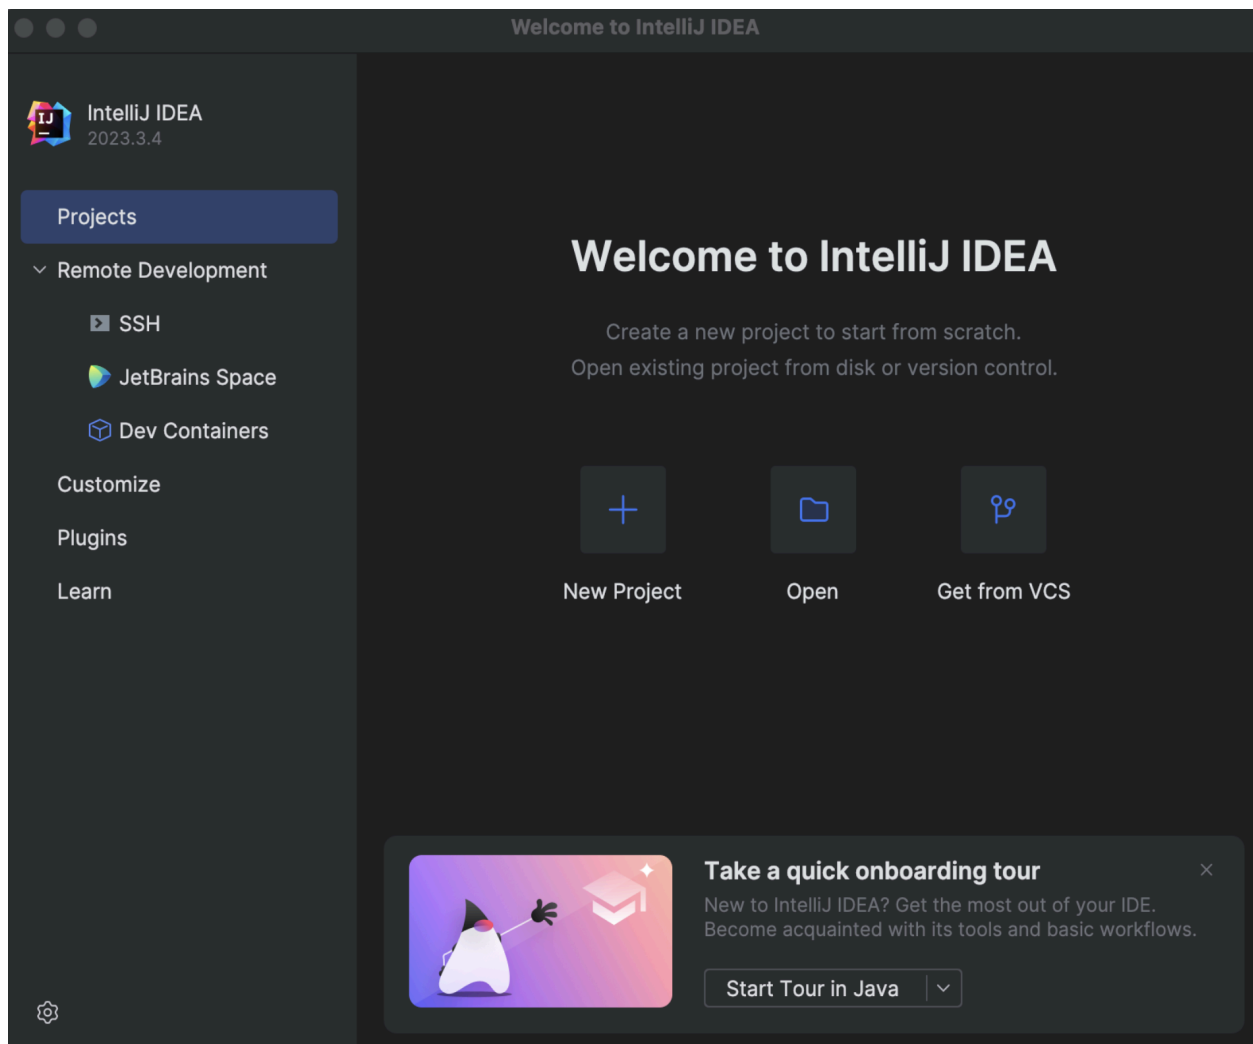 Welcome to IntelliJ IDEA
IJ
IntelliJ IDEA
2023.3.4
Projects
Remote Development
SSH
JetBrains Space
Dev Containers
Customize
Plugins
Learn
Welcome to IntelliJ IDEA
Create a new project to start from scratch.
Open existing project from disk or version control.
New Project
Open
Get from VCS
Take a quick onboarding tour
New to IntelliJ IDEA? Get the most out of your IDE.
Become acquainted with its tools and basic workflows.
Start Tour in Java